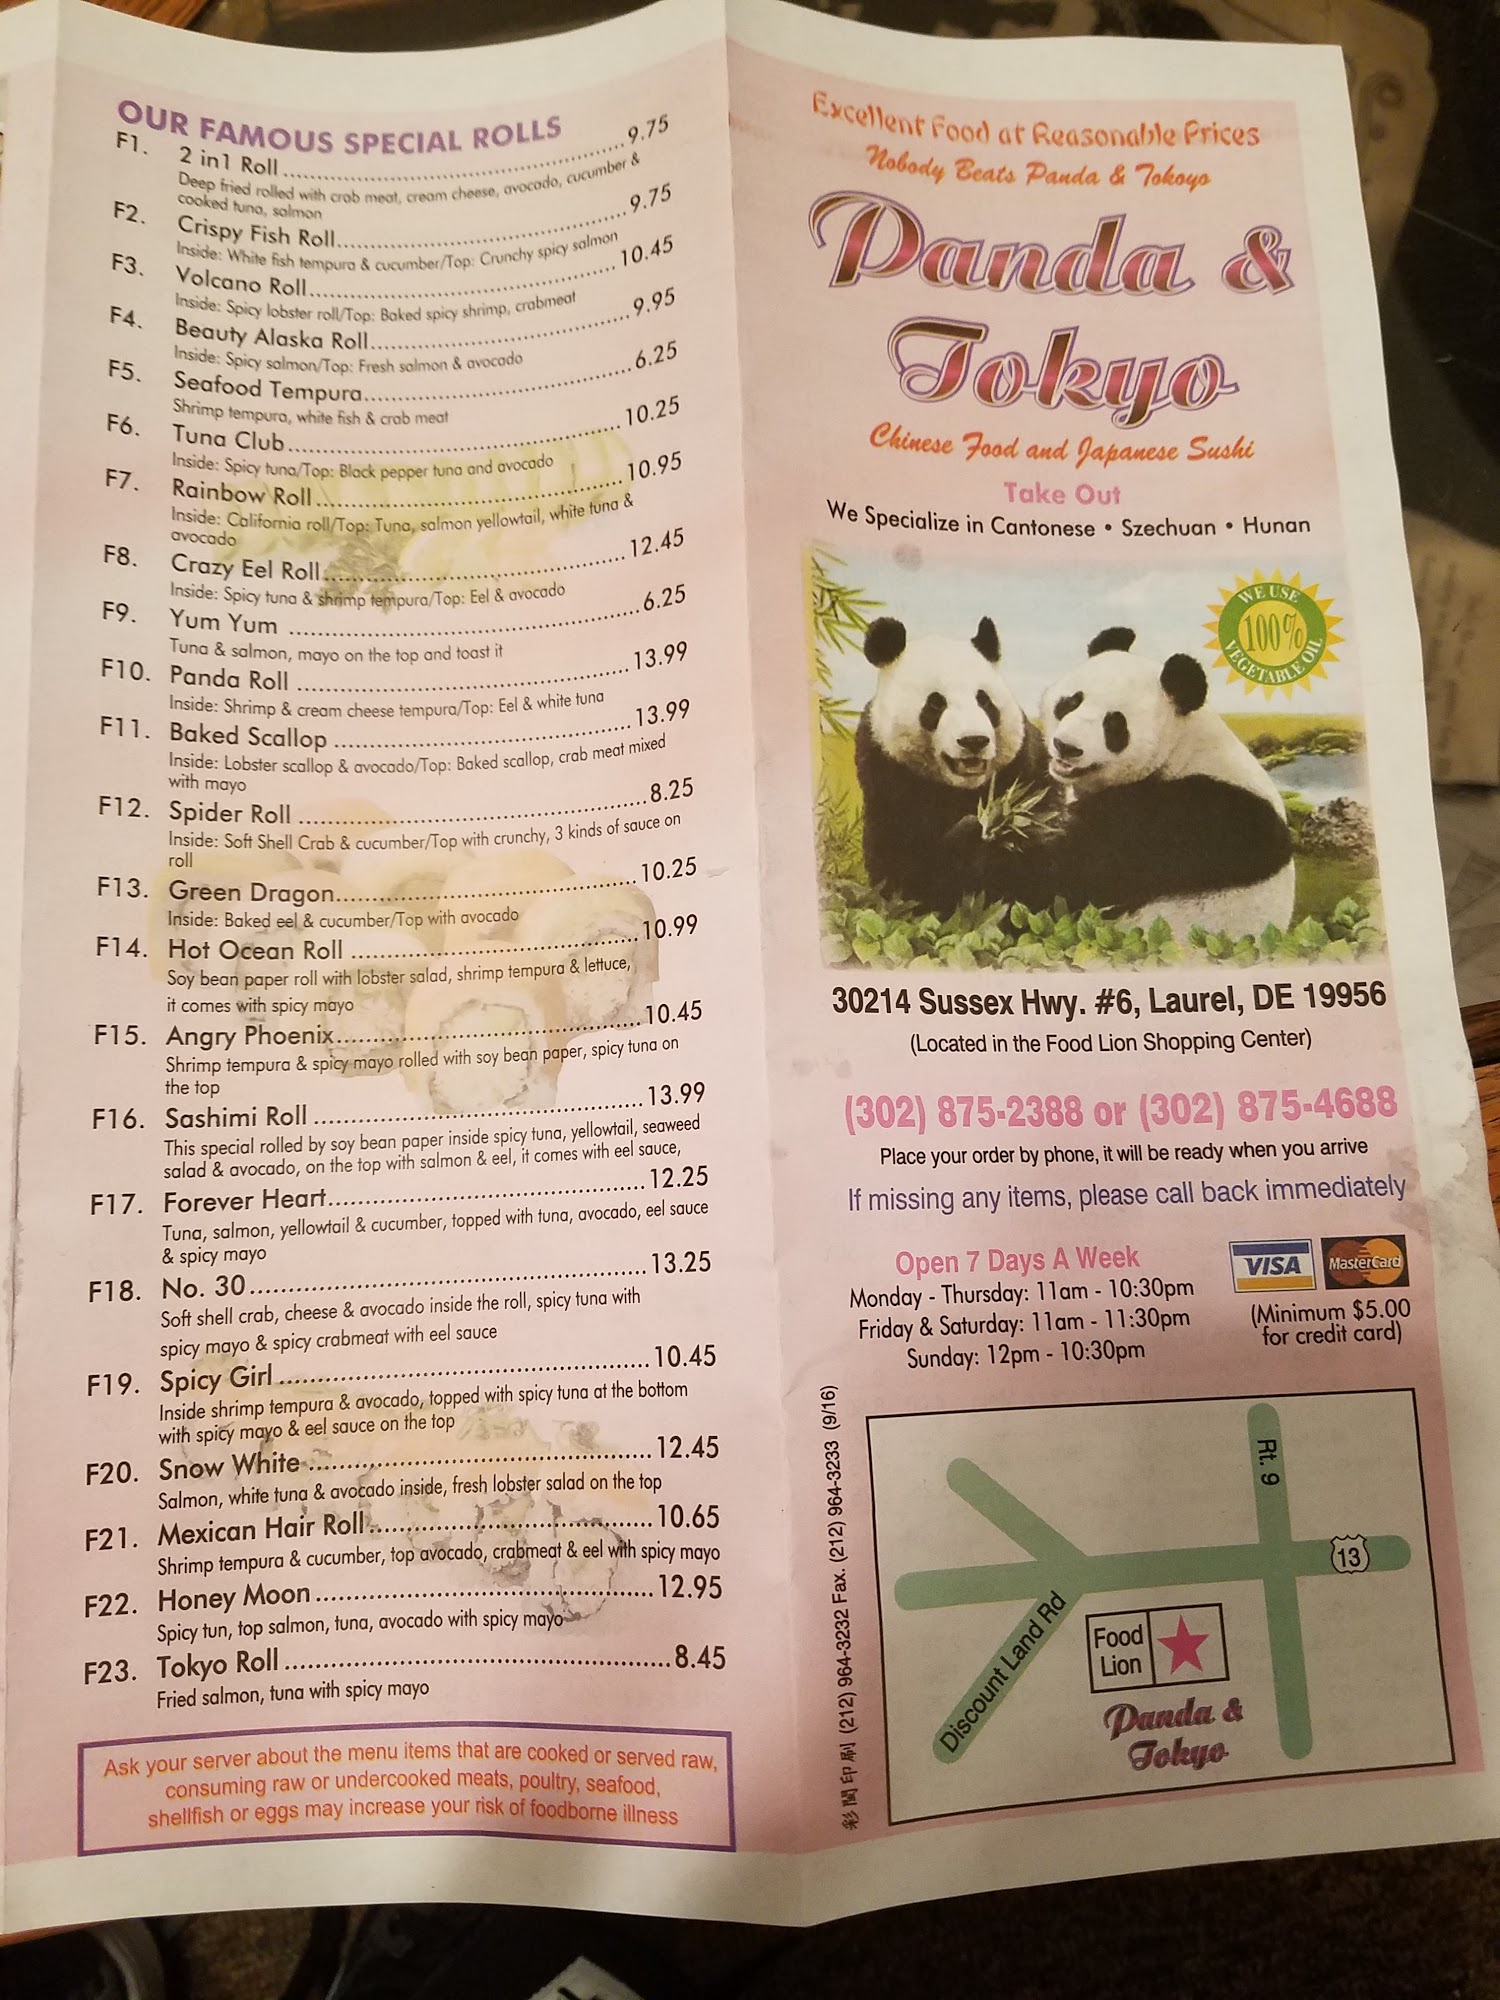 OUR FAMOUS SPECIAL ROLLS
F1. 2 in1 Roll 9.75
Deep fried rolled with crab meat, cream cheese, avocado, cucumber &
cooked tuna, salmon
F2. Crispy Fish Roll 9.75
Inside: White fish tempura & cucumber/Top: Crunchy spicy salmon
F3. Volcano Roll 10.45
Inside: Spicy lobster roll/Top: Baked spicy shrimp, crabmeat
F4. Beauty Alaska Roll 9.95
Inside: Spicy salmon/Top: Fresh salmon & avocado
F5. Seafood Tempura 6.25
Shrimp tempura, white fish & crab meat
F6. Tuna Club 10.25
Inside: Spicy tuna/Top: Black pepper tuna and avocado
F7. Rainbow Roll 10.95
Inside: California roll/Top: Tuna, salmon yellowtail, white tuna &
avocado
F8. Crazy Eel Roll 12.45
Inside: Spicy tuna & shrimp tempura/Top: Eel & avocado
F9. Yum Yum 6.25
Tuna & salmon, mayo on the top and toast it
F10. Panda Roll 13.99
Inside: Shrimp & cream cheese tempura/Top: Eel & white tuna
F11. Baked Scallop 13.99
Inside: Lobster scallop & avocado/Top: Baked scallop, crab meat mixed
with mayo
F12. Spider Roll 8.25
Inside: Soft Shell Crab & cucumber/Top with crunchy, 3 kinds of sauce on
roll
F13. Green Dragon 10.25
Inside: Baked eel & cucumber/Top with avocado
F14. Hot Ocean Roll 10.99
Soy bean paper roll with lobster salad, shrimp tempura & lettuce,
it comes with spicy mayo
F15. Angry Phoenix 10.45
Shrimp tempura & spicy mayo rolled with soy bean paper, spicy tuna on
the top
F16. Sashimi Roll 13.99
This special rolled by soy bean paper inside spicy tuna, yellowtail, seaweed
salad & avocado, on the top with salmon & eel, it comes with eel sauce,
F17. Forever Heart 12.25
Tuna, salmon, yellowtail & cucumber, topped with tuna, avocado, eel sauce
& spicy mayo
F18. No. 30 13.25
Soft shell crab, cheese & avocado inside the roll, spicy tuna with
spicy mayo & spicy crabmeat with eel sauce
F19. Spicy Girl 10.45
Inside shrimp tempura & avocado, topped with spicy tuna at the bottom
with spicy mayo & eel sauce on the top
F20. Snow White 12.45
Salmon, white tuna & avocado inside, fresh lobster salad on the top
F21. Mexican Hair Roll 10.65
Shrimp tempura & cucumber, top avocado, crabmeat & eel with spicy mayo
F22. Honey Moon 12.95
Spicy tun, top salmon, tuna, avocado with spicy mayo
F23. Tokyo Roll 8.45
Fried salmon, tuna with spicy mayo
Ask your server about the menu items that are cooked or served raw,
consuming raw or undercooked meats, poultry, seafood,
shellfish or eggs may increase your risk of foodborne illness
Excellent Food at Reasonable Prices
Nobody Beats Panda & Tokoyo
Panda &
Tokyo
Chinese Food and Japanese Sushi
Take Out
We Specialize in Cantonese • Szechuan • Hunan
WE USE
100%
VEGETABLE OIL
30214 Sussex Hwy. #6, Laurel, DE 19956
(Located in the Food Lion Shopping Center)
(302) 875-2388 or (302) 875-4688
Place your order by phone, it will be ready when you arrive
If missing any items, please call back immediately
Open 7 Days A Week
Monday - Thursday: 11am - 10:30pm
Friday & Saturday: 11am - 11:30pm
Sunday: 12pm - 10:30pm
VISA
MasterCard
(Minimum $5.00
for credit card)
彩閣印刷 (212) 964-3232 Fax. (212) 964-3233 (9/16)
Rt. 9
13
Discount Land Rd
Food
Lion
Panda &
Tokyo